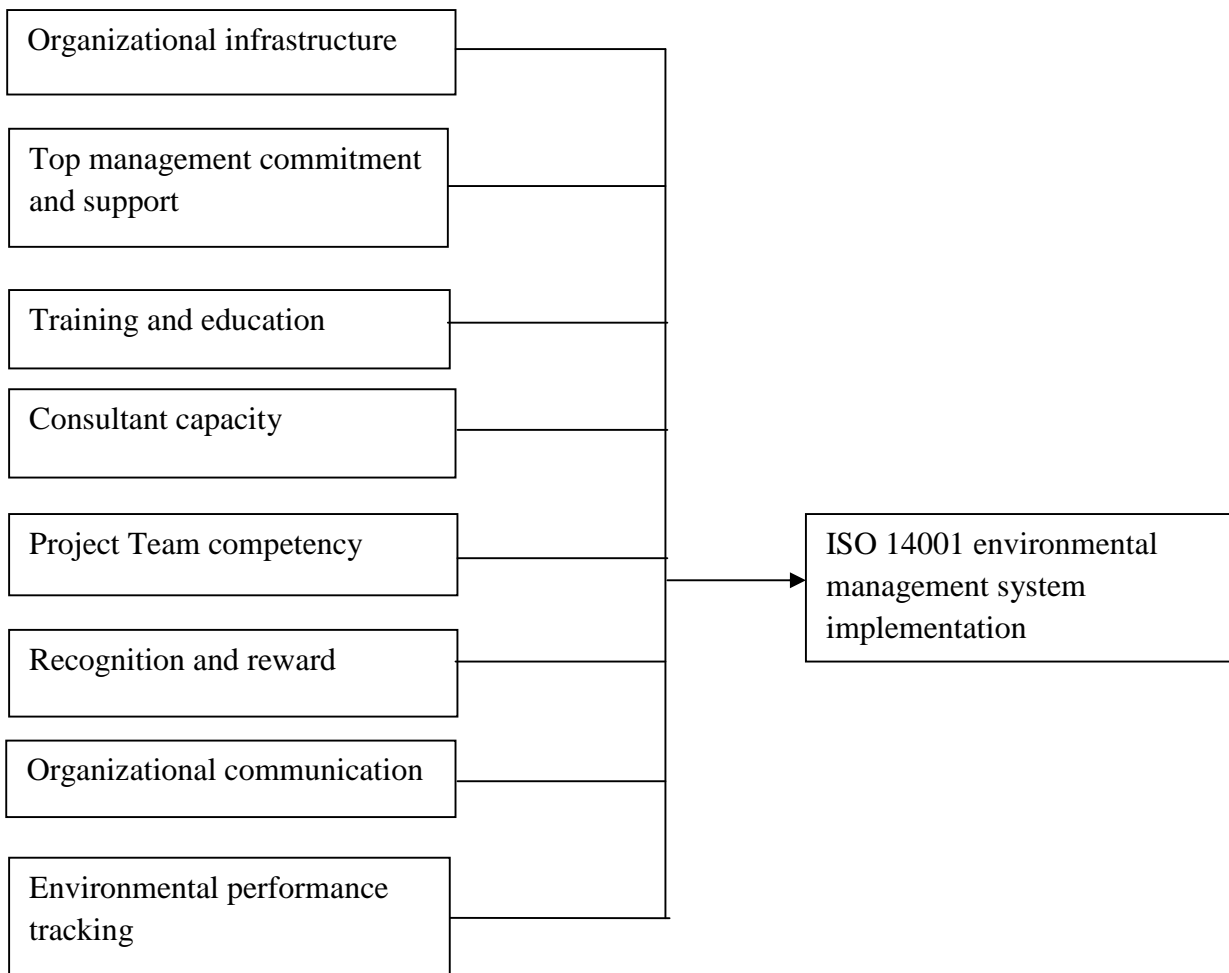 Organizational infrastructure
Top management commitment
and support
Training and education
Consultant capacity
Project Team competency
ISO 14001 environmental
management system
implementation
Recognition and reward
Organizational communication
Environmental performance
tracking